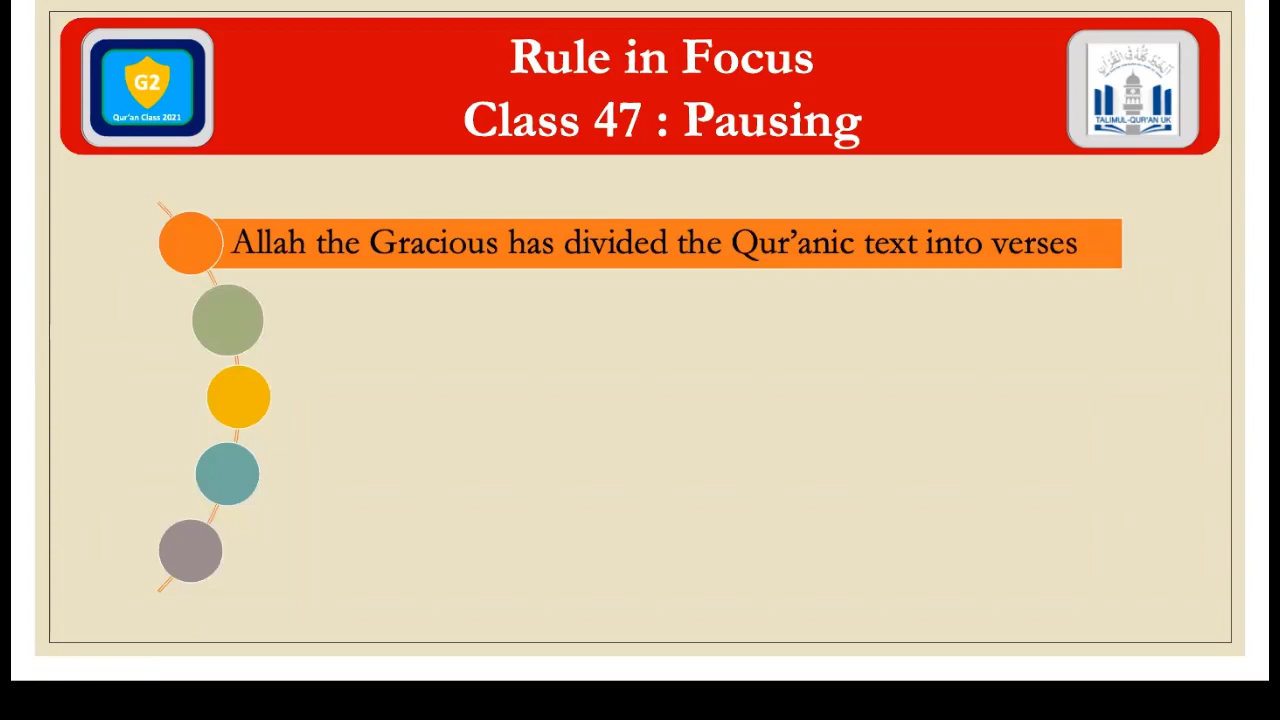 Rule in Focus
Class 47 : Pausing
G2
Qur'an Class 2021
TALIMUL-QUR'AN UK
Allah the Gracious has divided the Qur’anic text into verses